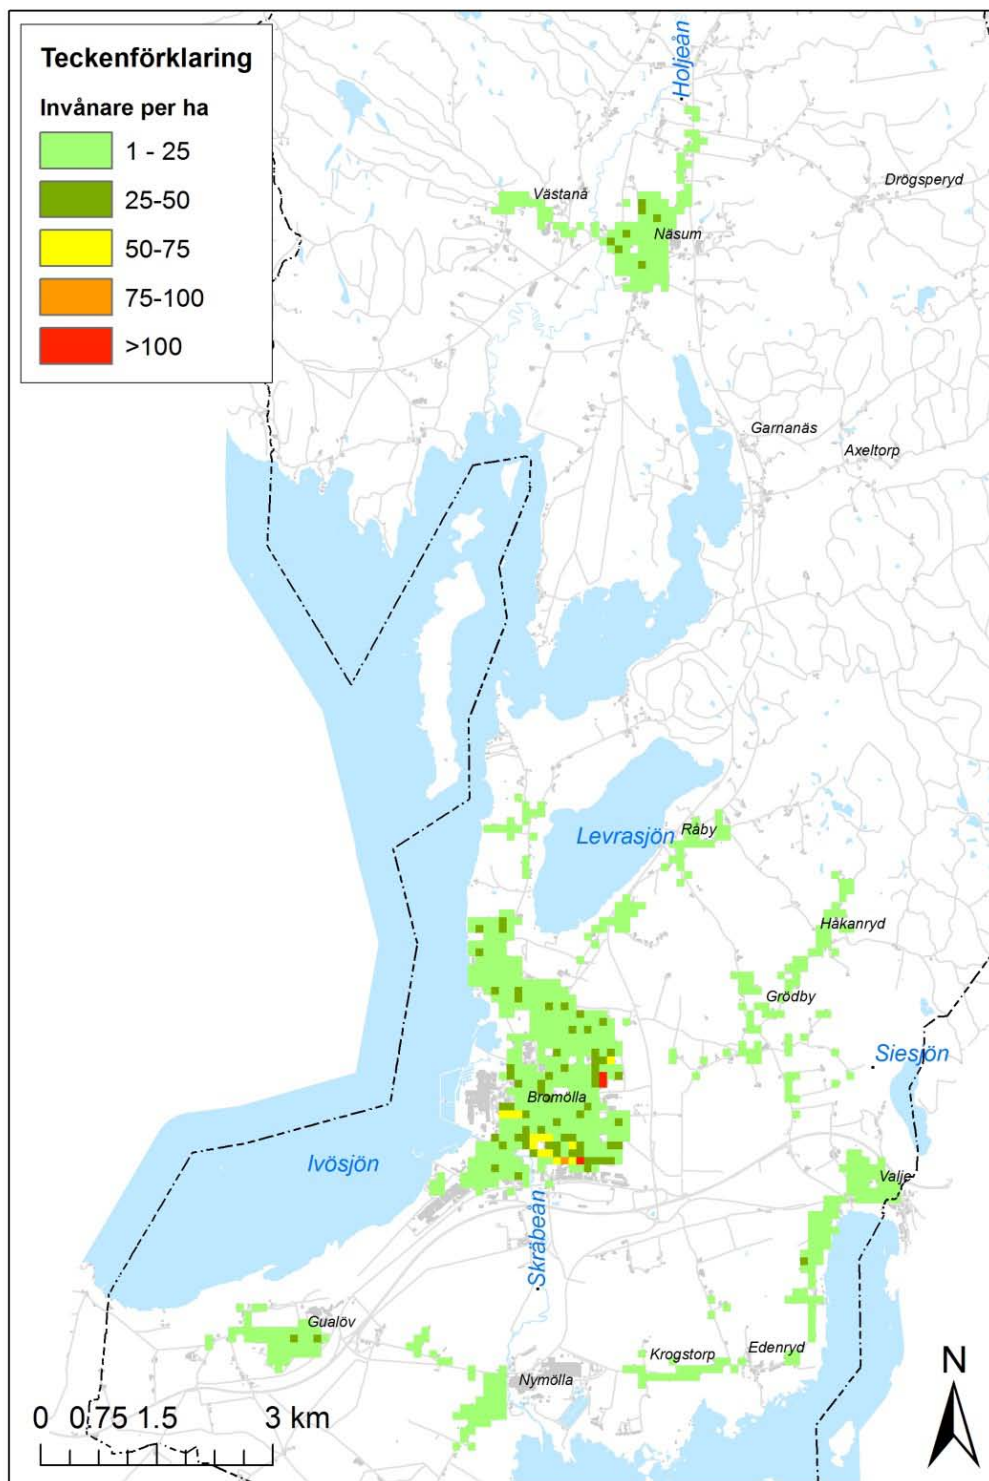 Teckenförklaring
Invånare per ha
1 - 25
25-50
50-75
75-100
>100
Holjeån
Drögsperyd
Västanå
Näsum
Garnanäs
Axeltorp
Råby
Levrasjön
Håkanryd
Grödby
Siesjön
Bromölla
Ivösjön
Valje
Skräbeån
Gualöv
Krogstorp
Edenryd
Nymölla
N
0 0.75 1.5 3 km